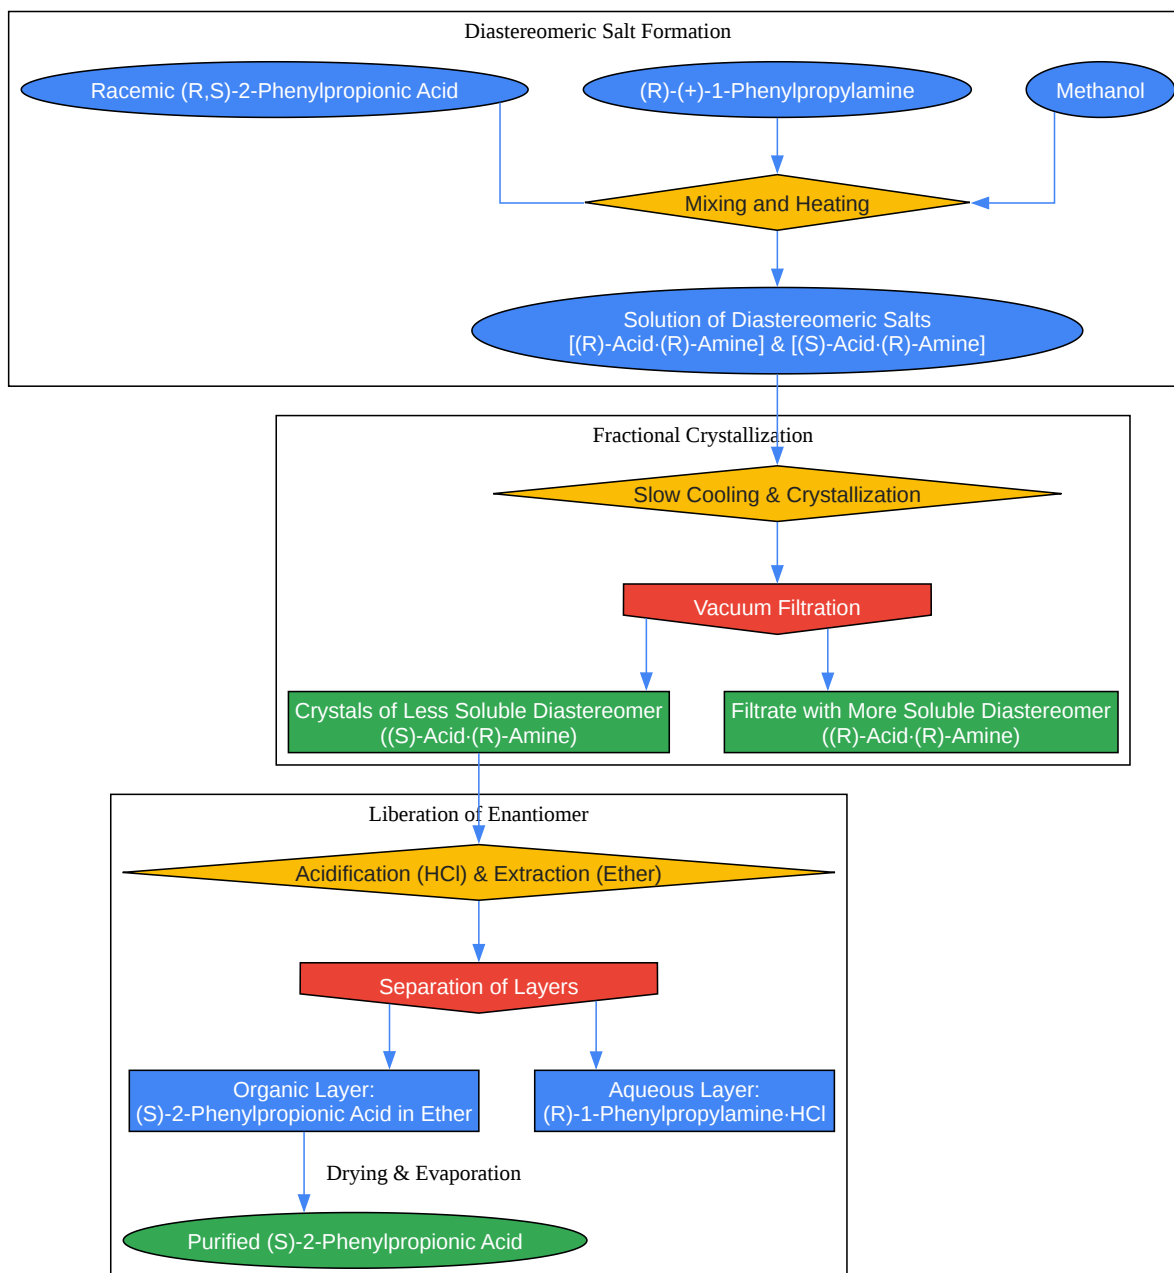 Diastereomeric Salt Formation
Racemic (R,S)-2-Phenylpropionic Acid
(R)-(+)-1-Phenylpropylamine
Methanol
Mixing and Heating
Solution of Diastereomeric Salts
[(R)-Acid·(R)-Amine] & [(S)-Acid·(R)-Amine]
Fractional Crystallization
Slow Cooling & Crystallization
Vacuum Filtration
Crystals of Less Soluble Diastereomer
((S)-Acid·(R)-Amine)
Filtrate with More Soluble Diastereomer
((R)-Acid·(R)-Amine)
Liberation of Enantiomer
Acidification (HCl) & Extraction (Ether)
Separation of Layers
Organic Layer:
(S)-2-Phenylpropionic Acid in Ether
Aqueous Layer:
(R)-1-Phenylpropylamine·HCl
Drying & Evaporation
Purified (S)-2-Phenylpropionic Acid